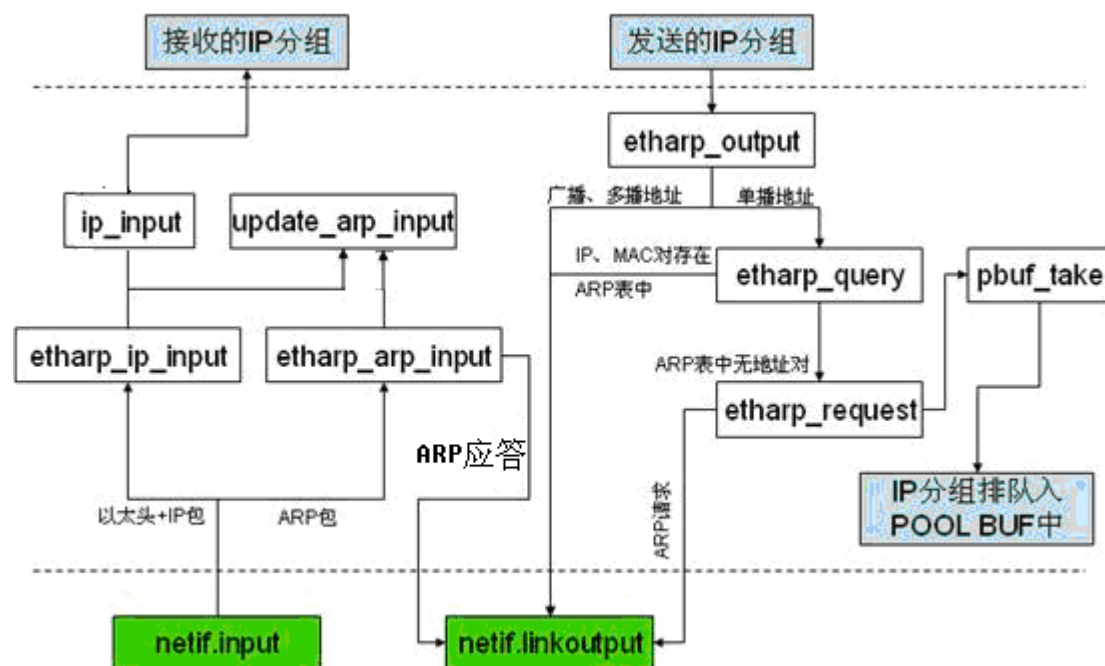 接收的IP分组
发送的IP分组
etharp_output
广播、多播地址
单播地址
ip_input
update_arp_input
IP、MAC对存在
ARP表中
etharp_query
pbuf_take
etharp_ip_input
etharp_arp_input
ARP表中无地址对
etharp_request
ARP应答
以太头+IP包
ARP包
ARP请求
IP分组排队入
POOL BUF中
netif.input
netif.linkoutput